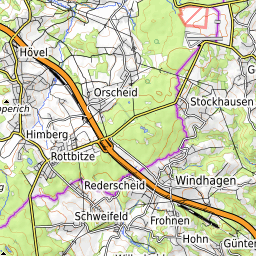 Hövel
Orscheid
Stockhausen
Himberg
Rottbitze
Windhagen
Rederscheid
Schweifeld
Frohnen
Hohn